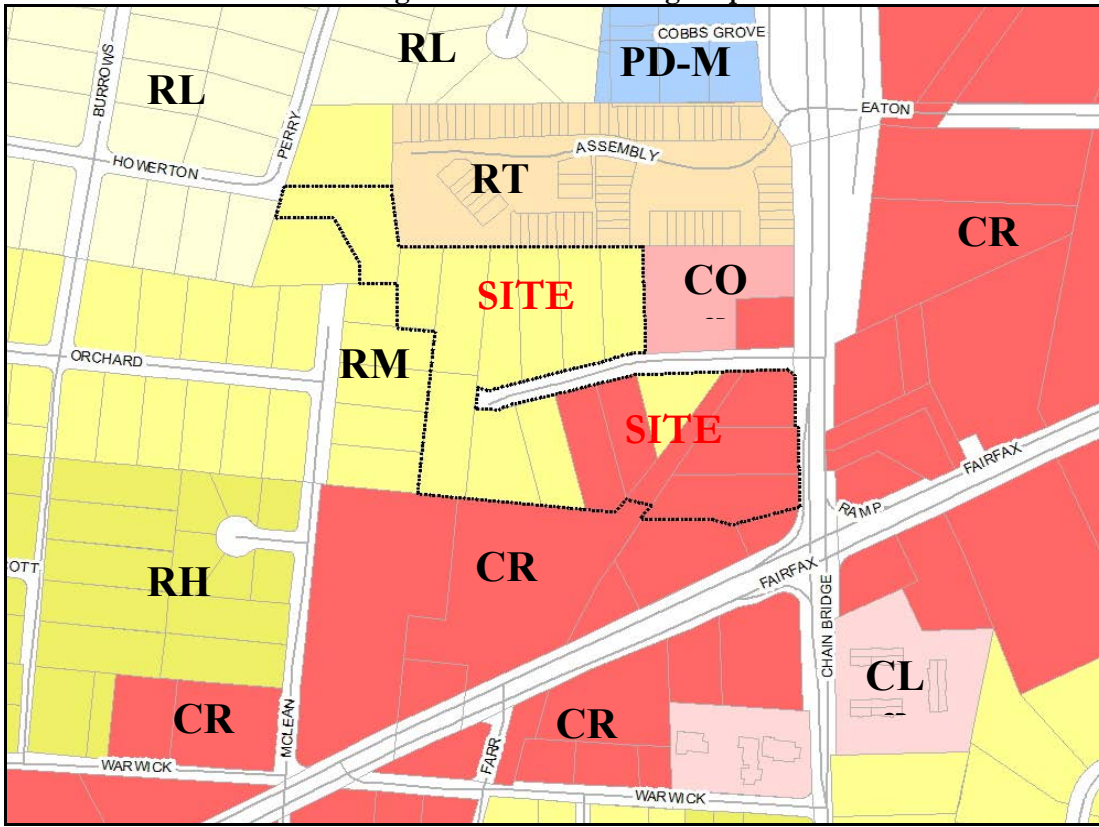 COBBS GROVE
RL
PD-M
BURROWS
RL
EATON
PERRY
ASSEMBLY
HOWERTON
RT
CR
CO
SITE
ORCHARD
RM
SITE
FAIRFAX
RAMP
CR
FAIRFAX
RH
CHAIN BRIDGE
CL
CR
CR
MCLEAN
FARR
WARWICK
WARWICK